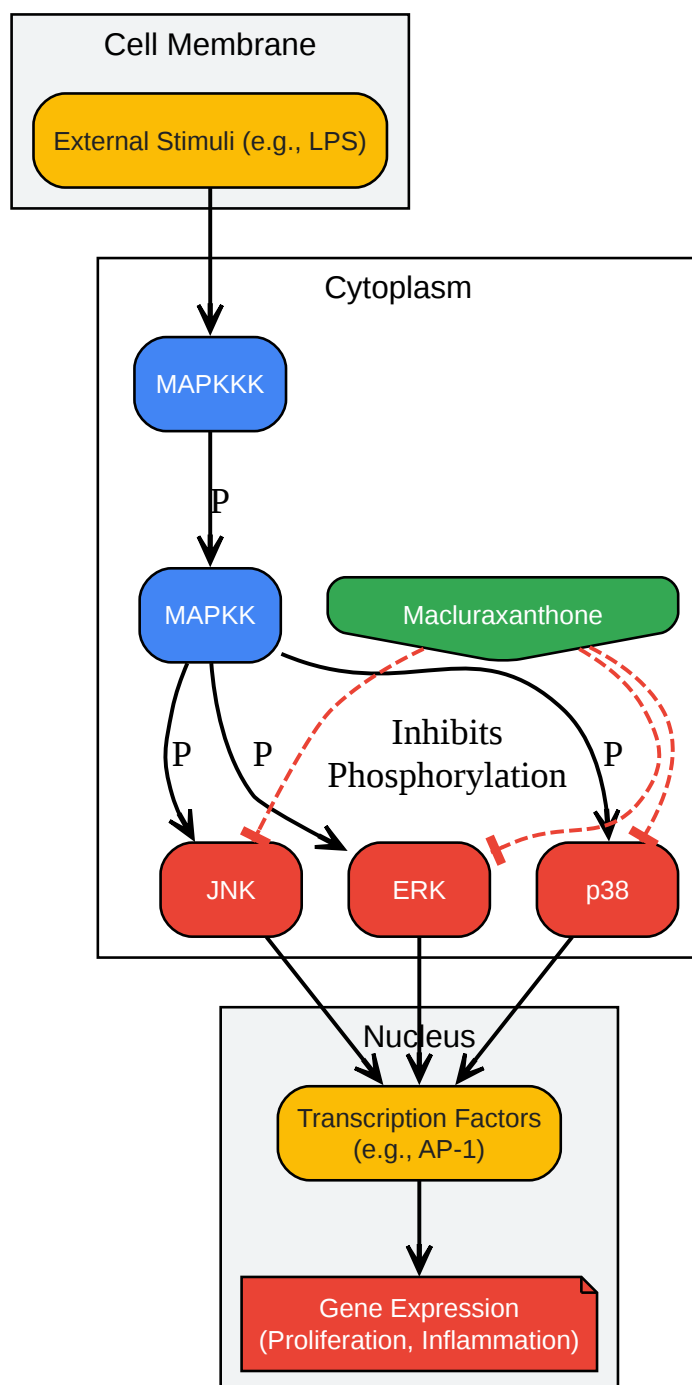 Cell Membrane
External Stimuli (e.g., LPS)
Cytoplasm
MAPKKK
P
MAPKK
Macluraxanthone
P
P
Inhibits
Phosphorylation
P
JNK
ERK
p38
Nucleus
Transcription Factors
(e.g., AP-1)
Gene Expression
(Proliferation, Inflammation)